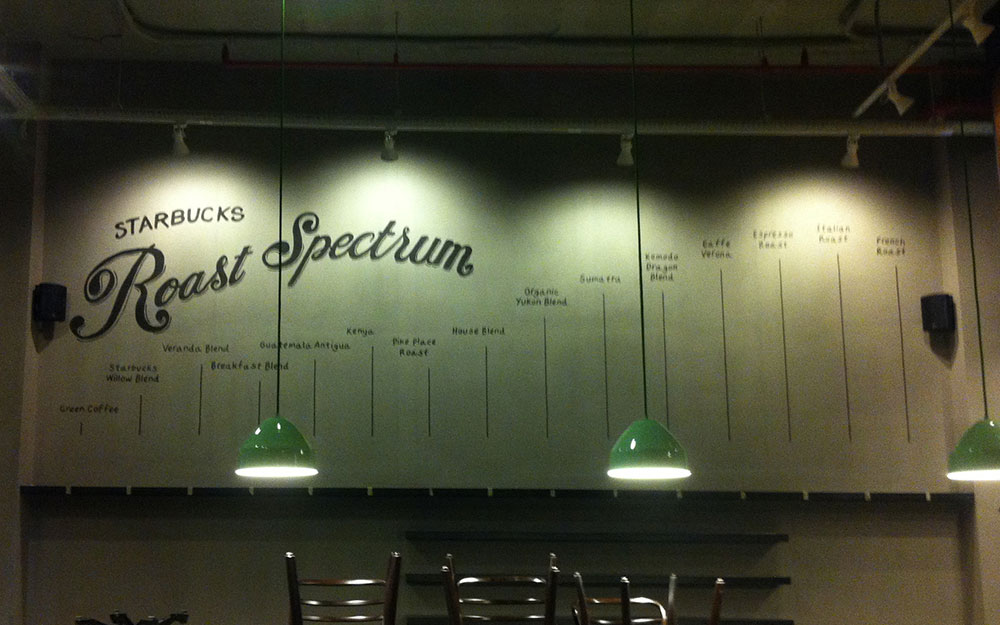 STARBUCKS
Roast Spectrum
Green Coffee
Starbucks
Willow Blend
Veranda Blend
Breakfast Blend
Guatemala Antigua
Kenya
Pike Place
Roast
House Blend
Organic
Yukon Blend
Sumatra
Komodo
Dragon
Blend
Caffe
Verona
Espresso
Roast
Italian
Roast
French
Roast